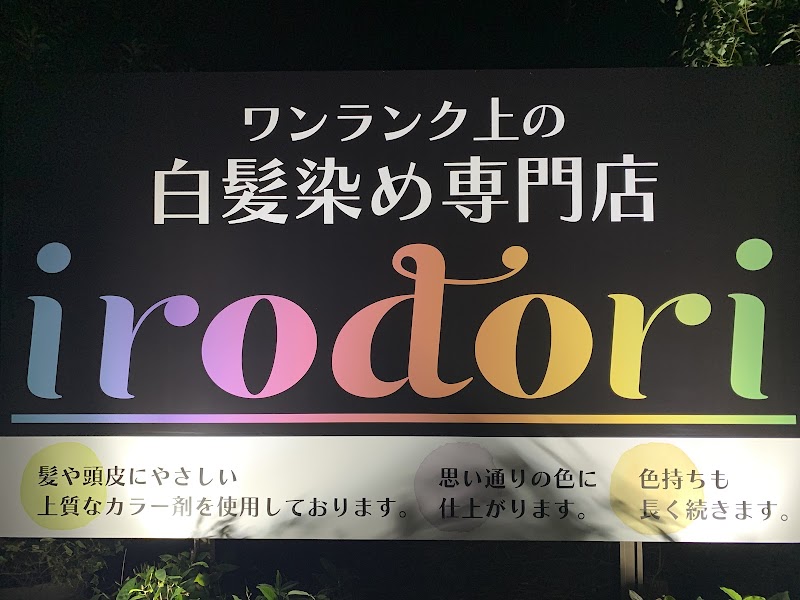 ワンランク上の
白髪染め専門店
irodori
髪や頭皮にやさしい
上質なカラー剤を使用しております。
思い通りの色に
仕上がります。
色持ちも
長く続きます。